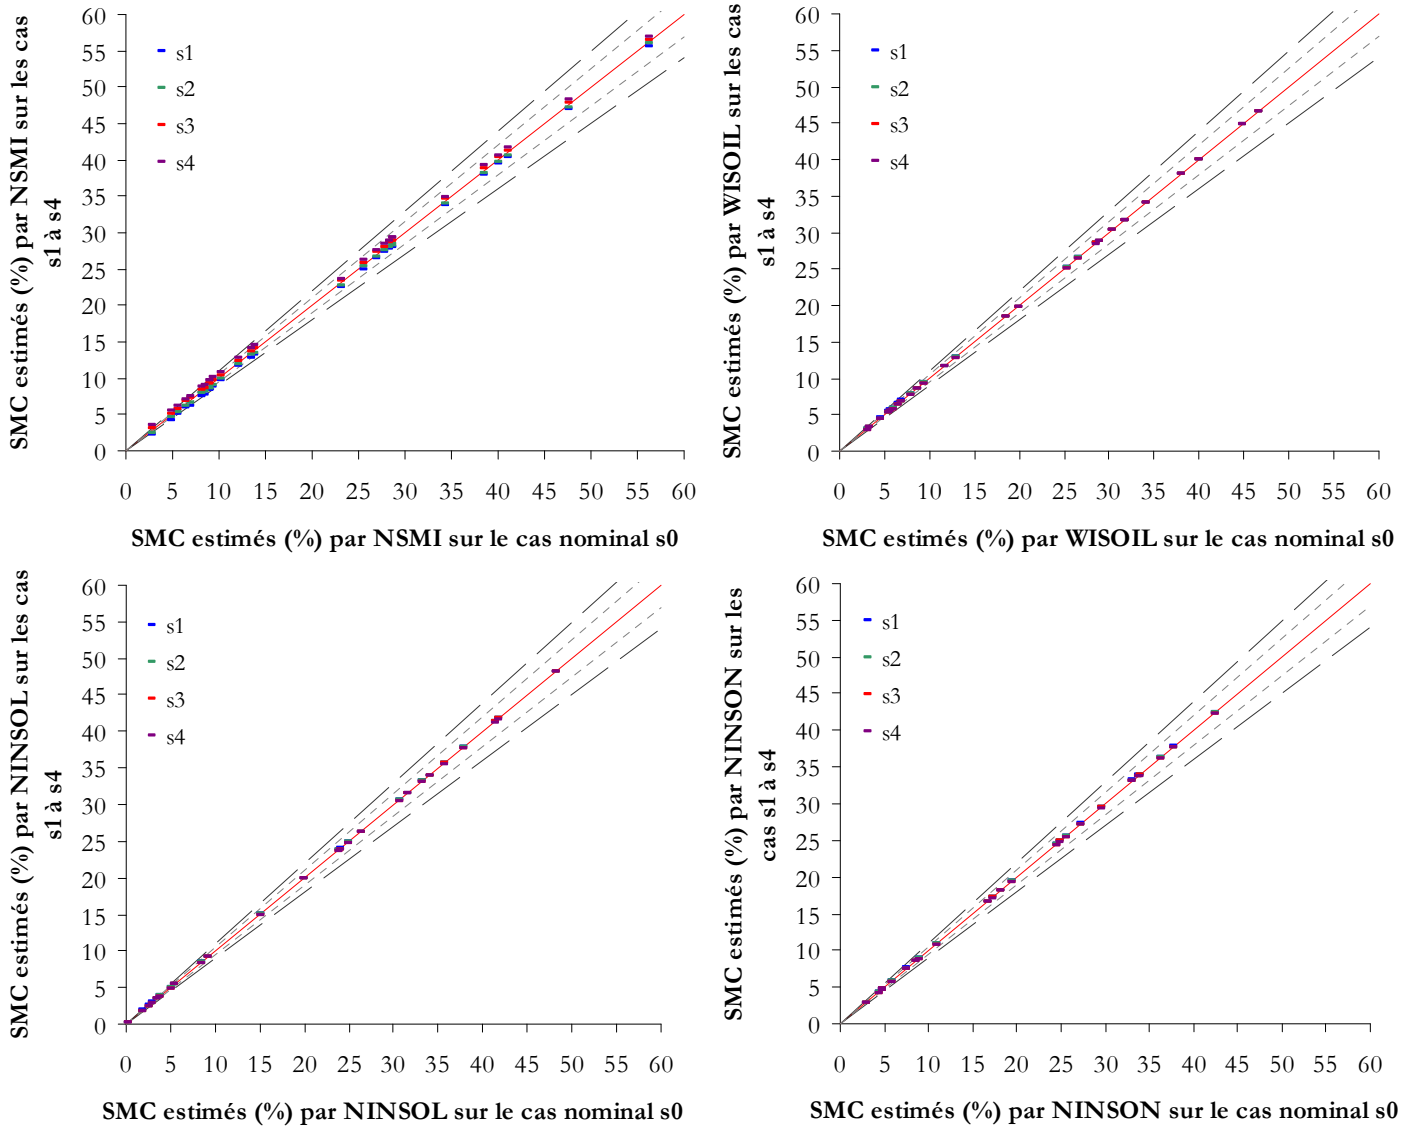 SMC estimés (%) par NSMI sur les cas
s1 à s4
60
55
50
45
40
35
30
25
20
15
10
5
0
s1
s2
s3
s4
0 5 10 15 20 25 30 35 40 45 50 55 60
SMC estimés (%) par NSMI sur le cas nominal s0
SMC estimés (%) par WISOIL sur les cas
s1 à s4
60
55
50
45
40
35
30
25
20
15
10
5
0
s1
s2
s3
s4
0 5 10 15 20 25 30 35 40 45 50 55 60
SMC estimés (%) par WISOIL sur le cas nominal s0
SMC estimés (%) par NINSOL sur les cas
s1 à s4
60
55
50
45
40
35
30
25
20
15
10
5
0
s1
s2
s3
s4
0 5 10 15 20 25 30 35 40 45 50 55 60
SMC estimés (%) par NINSOL sur le cas nominal s0
SMC estimés (%) par NINSON sur les
cas s1 à s4
60
55
50
45
40
35
30
25
20
15
10
5
0
s1
s2
s3
s4
0 5 10 15 20 25 30 35 40 45 50 55 60
SMC estimés (%) par NINSON sur le cas nominal s0